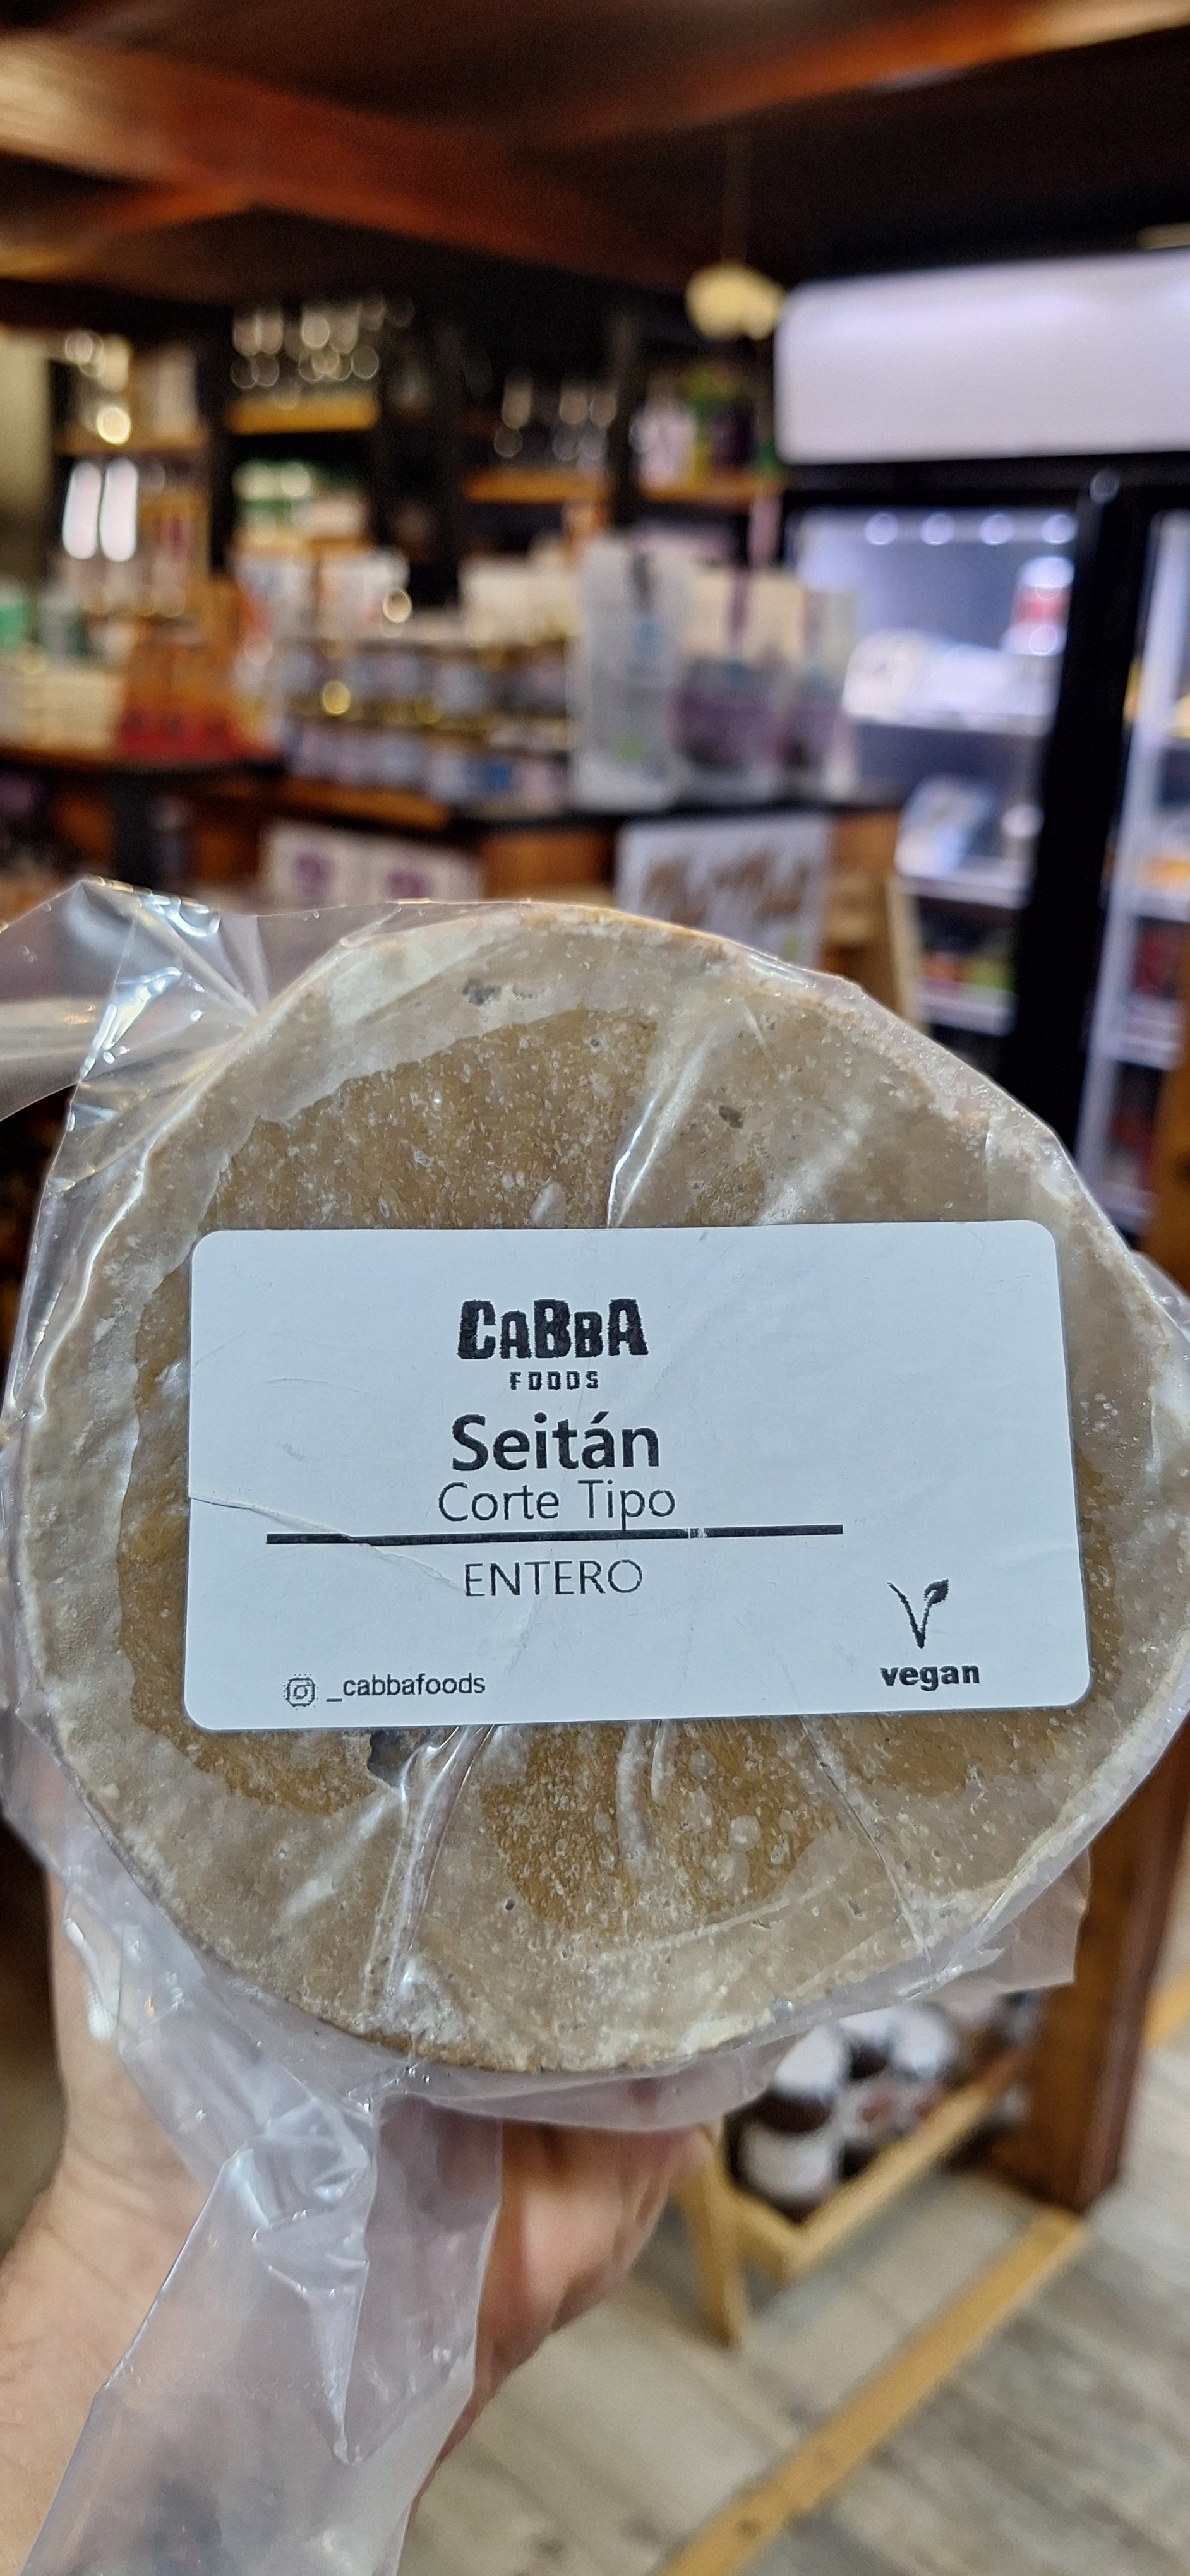 CABBA
FOODS
Seitán
Corte Tipo
ENTERO
_cabbafoods
vegan